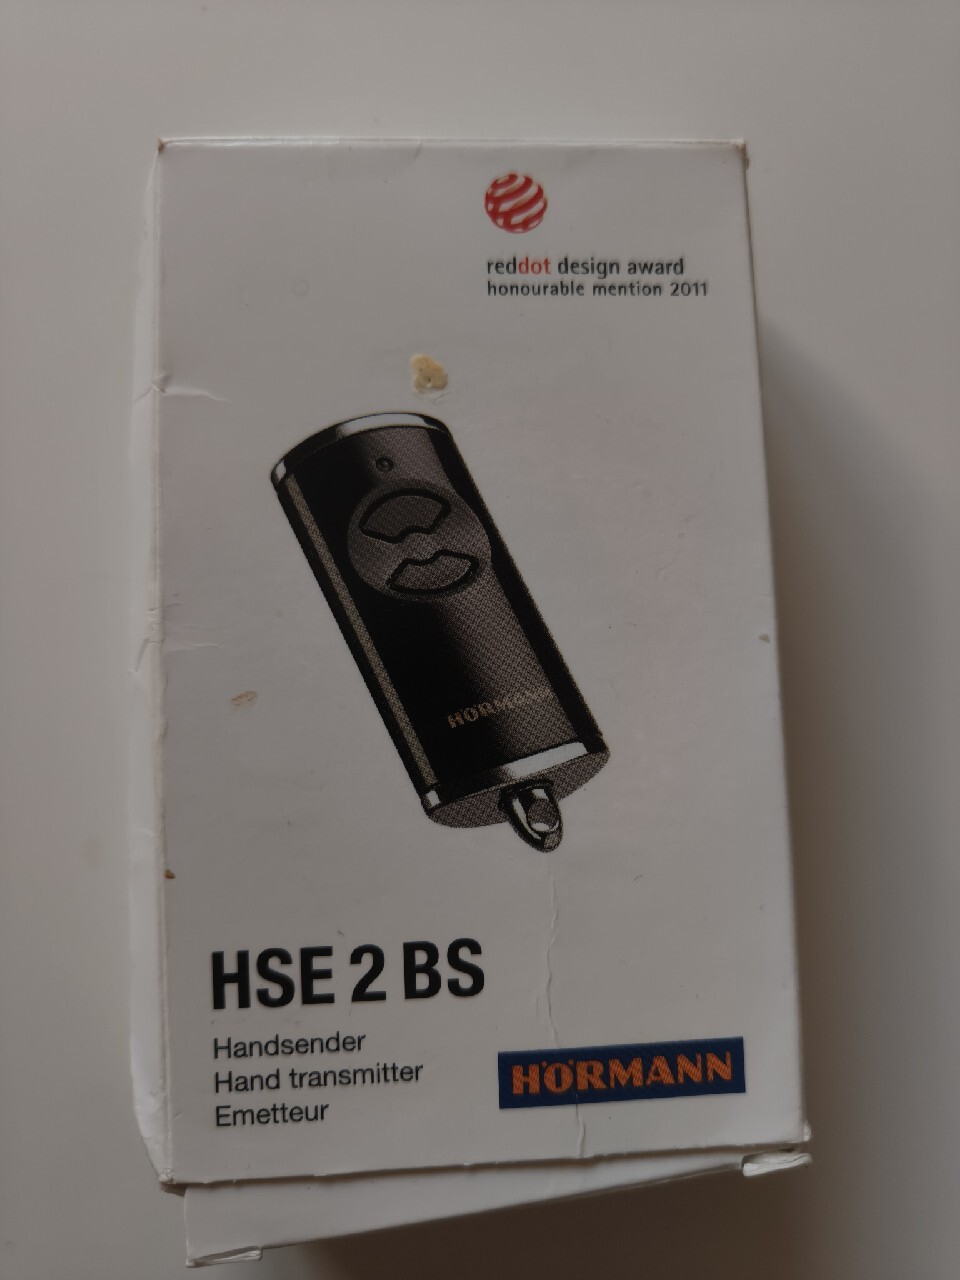 reddot design award
honourable mention 2011
HÖRMANN
HSE 2 BS
Handsender
Hand transmitter
Emetteur
HÖRMANN